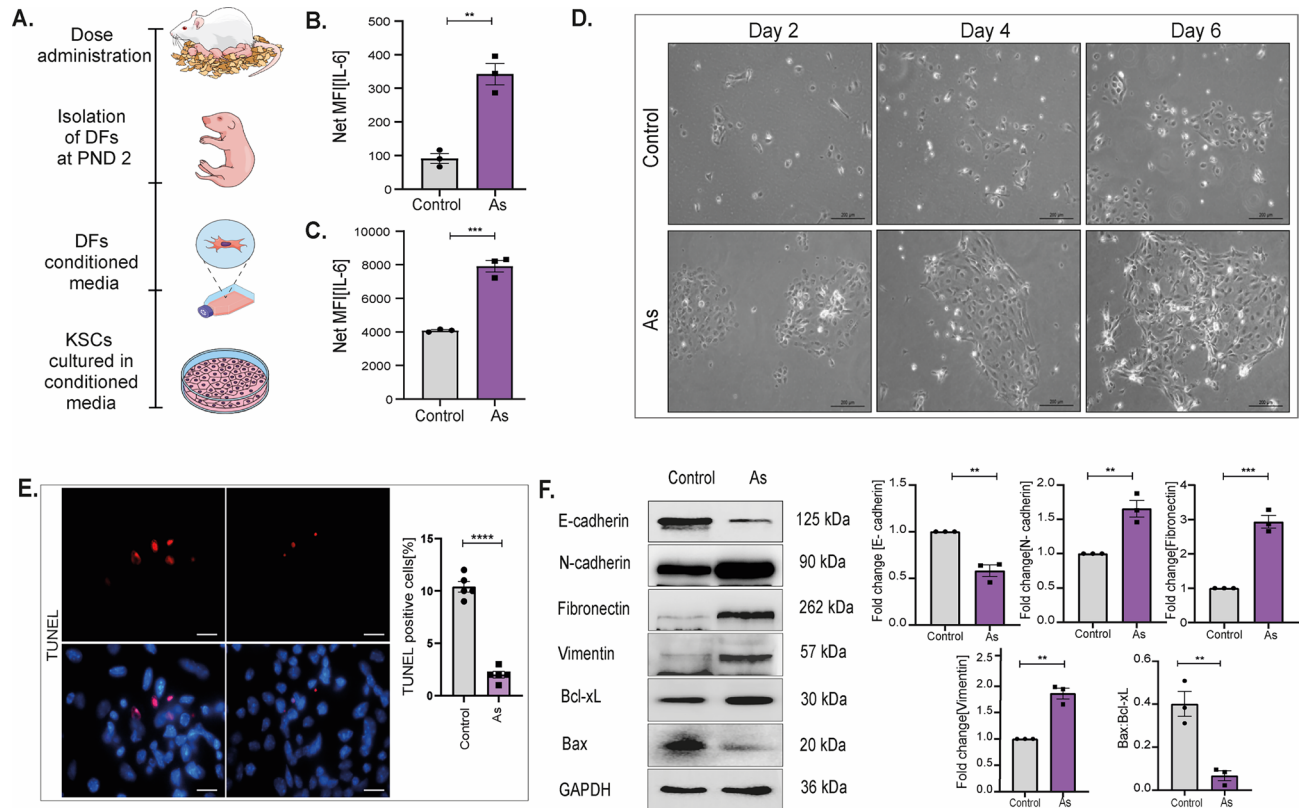 A.
Dose
administration
Isolation
of DFs
at PND 2
DFs
conditioned
media
KSCs
cultured in
conditioned
media
B.
Net MFI[IL-6]
500
400
300
200
100
0
**
Control
As
C.
Net MFI[IL-6]
10000
8000
6000
4000
2000
0
***
Control
As
D.
Day 2
Day 4
Day 6
Control
As
E.
TUNEL
TUNEL positive cells[%]
15
10
5
0
****
Control
As
F.
Control
As
E-cadherin
125 kDa
N-cadherin
90 kDa
Fibronectin
262 kDa
Vimentin
57 kDa
Bcl-xL
30 kDa
Bax
20 kDa
GAPDH
36 kDa
Fold change [E- cadherin]
1.5
1.0
0.5
0.0
**
Control
As
Fold change[N- cadherin]
2.0
1.5
1.0
0.5
0.0
**
Control
As
Fold change[Fibronectin]
4
3
2
1
0
***
Control
As
Fold change[Vimentin]
2.5
2.0
1.5
1.0
0.5
0.0
**
Control
As
Bax:Bcl-xL
0.6
0.4
0.2
0.0
**
Control
As